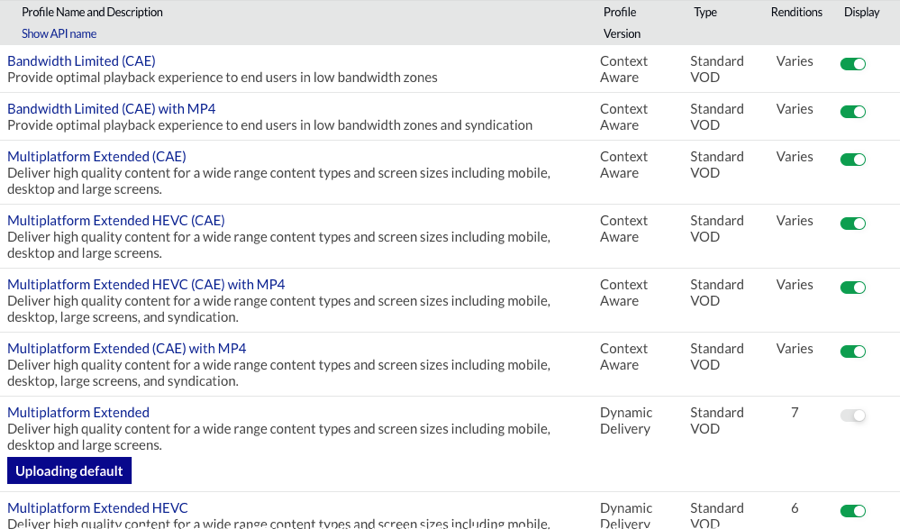 Profile Name and Description Profile Type Renditions Display
Show API name Version
Bandwidth Limited (CAE) Context Standard Varies
Provide optimal playback experience to end users in low bandwidth zones Aware VOD
Bandwidth Limited (CAE) with MP4 Context Standard Varies
Provide optimal playback experience to end users in low bandwidth zones and syndication Aware VOD
Multiplatform Extended (CAE) Context Standard Varies
Deliver high quality content for a wide range content types and screen sizes including mobile, Aware VOD
desktop and large screens.
Multiplatform Extended HEVC (CAE) Context Standard Varies
Deliver high quality content for a wide range content types and screen sizes including mobile, Aware VOD
desktop and large screens.
Multiplatform Extended HEVC (CAE) with MP4 Context Standard Varies
Deliver high quality content for a wide range content types and screen sizes including mobile, Aware VOD
desktop, large screens, and syndication.
Multiplatform Extended (CAE) with MP4 Context Standard Varies
Deliver high quality content for a wide range content types and screen sizes including mobile, Aware VOD
desktop, large screens, and syndication.
Multiplatform Extended Dynamic Standard 7
Deliver high quality content for a wide range content types and screen sizes including mobile, Delivery VOD
desktop and large screens.
Uploading default
Multiplatform Extended HEVC Dynamic Standard 6
Deliver high quality content for a wide range content types and screen sizes including mobile, Delivery VOD